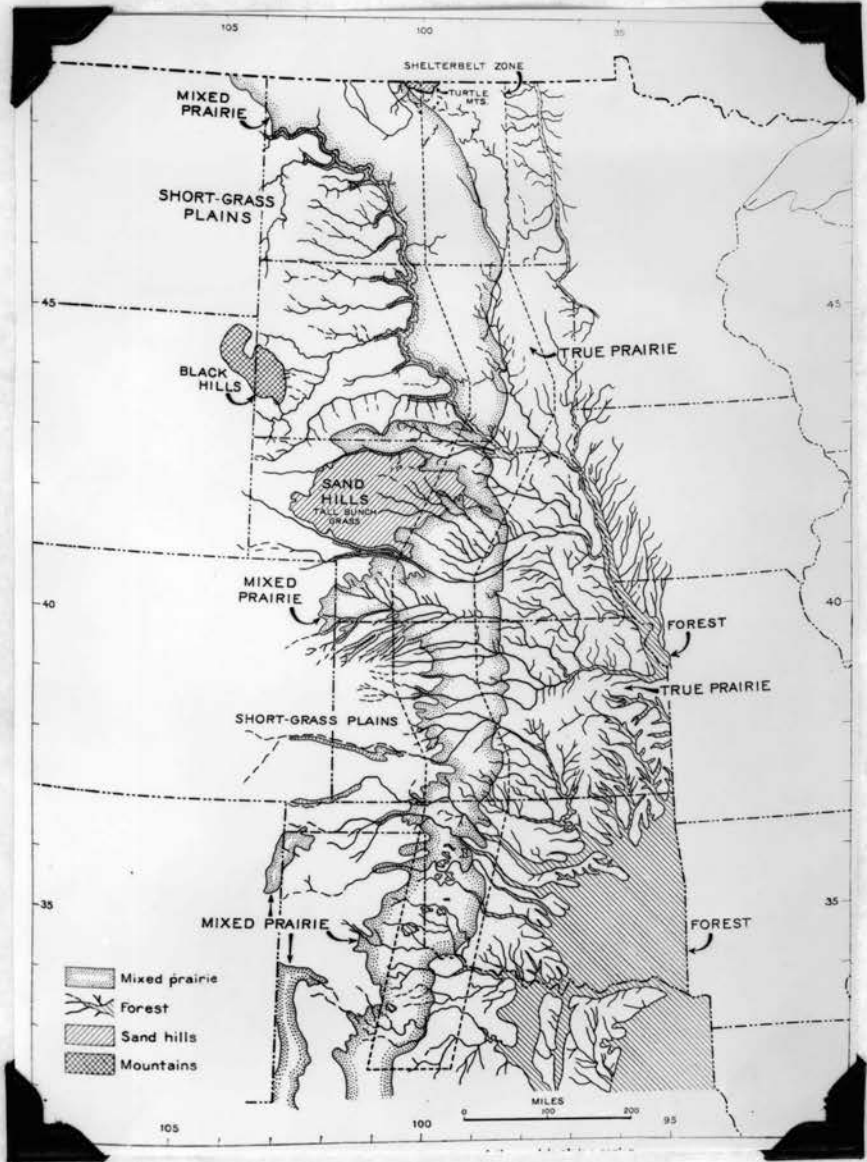 105
100
95
SHELTERBELT ZONE
TURTLE
MTS.
MIXED
PRAIRIE
SHORT-GRASS
PLAINS
45
45
TRUE PRAIRIE
BLACK
HILLS
SAND
HILLS
TALL BUNCH
GRASS
MIXED
PRAIRIE
40
40
FOREST
TRUE PRAIRIE
SHORT-GRASS PLAINS
35
35
MIXED PRAIRIE
FOREST
Mixed prairie
Forest
Sand hills
Mountains
MILES
0 100 200
105
100
95